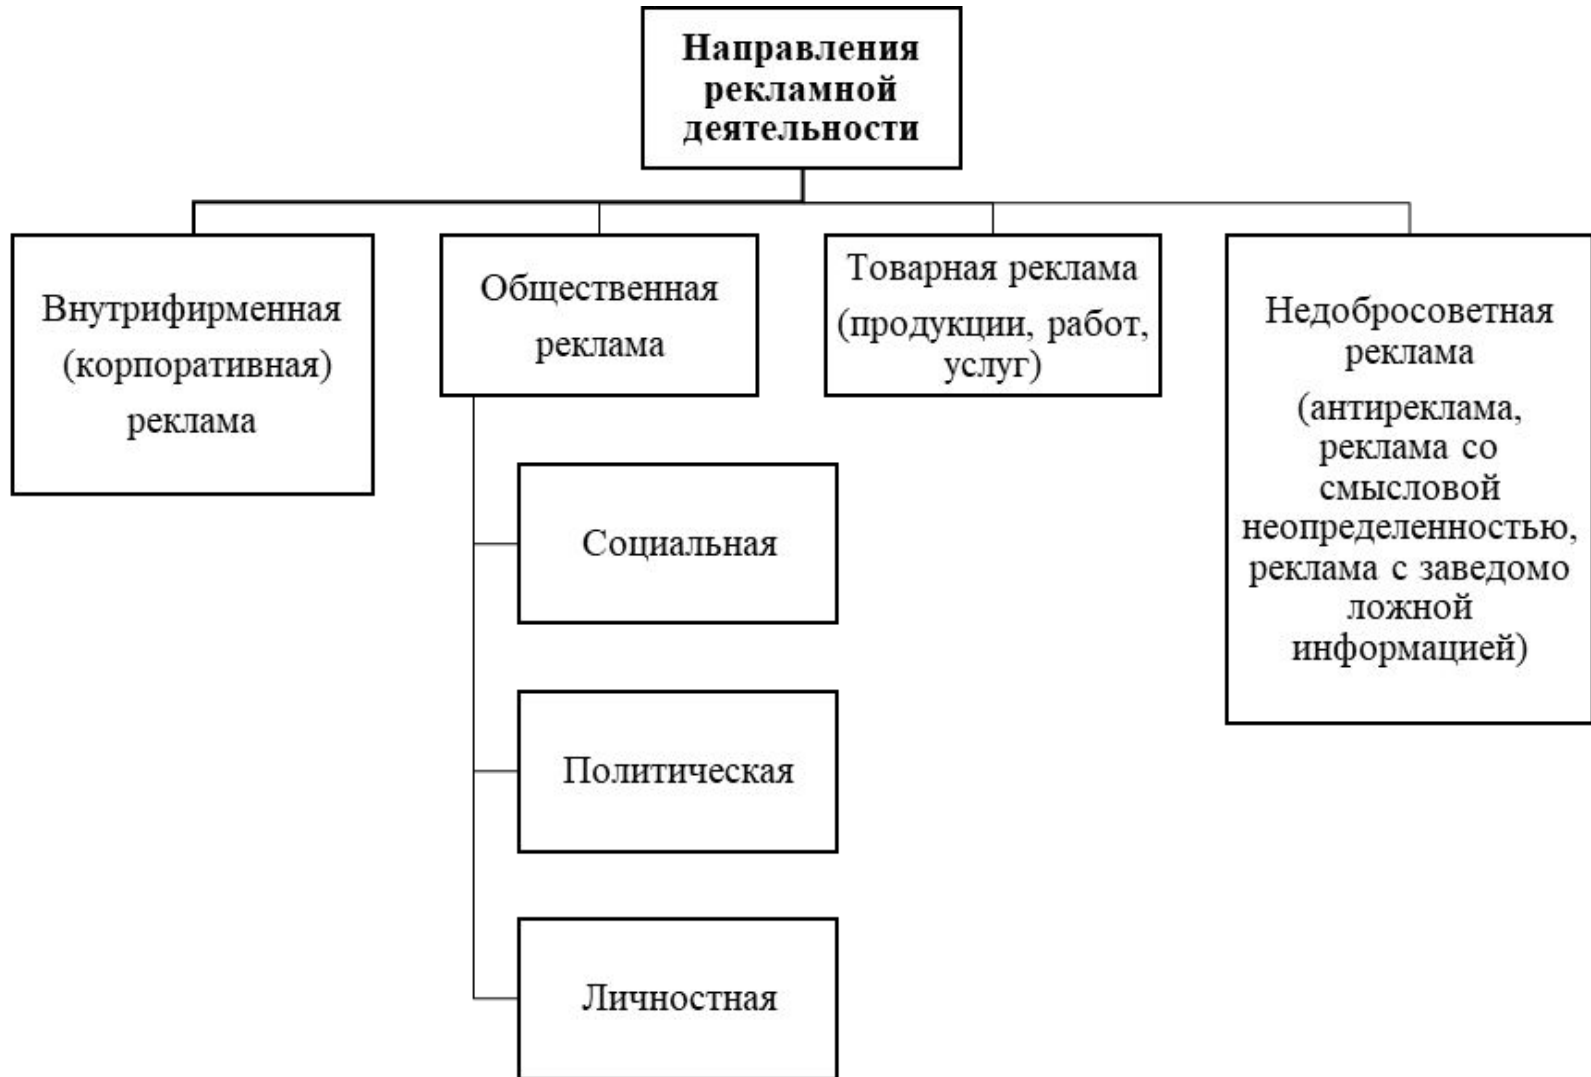 Направления
рекламной
деятельности
Внутрифирменная
(корпоративная)
реклама
Общественная
реклама
Товарная реклама
(продукции, работ,
услуг)
Недобросоветная
реклама
(антиреклама,
реклама со
смысловой
неопределенностью,
реклама с заведомо
ложной
информацией)
Социальная
Политическая
Личностная